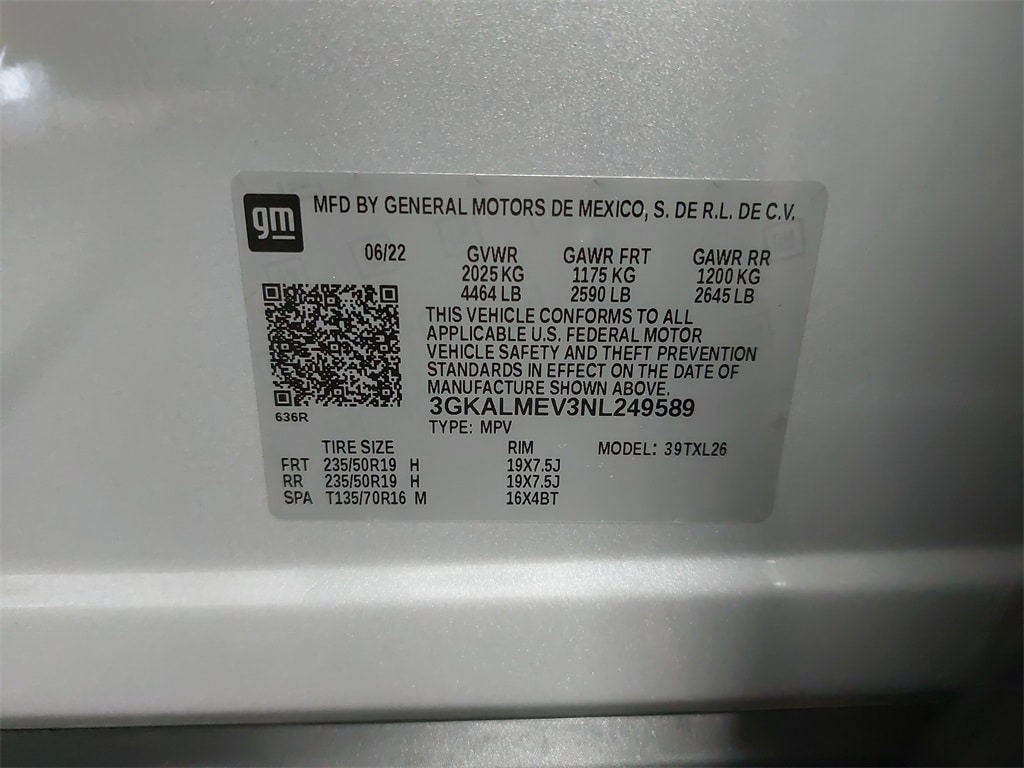 gm
MFD BY GENERAL MOTORS DE MEXICO, S. DE R.L. DE C.V.
06/22 GVWR GAWR FRT GAWR RR
2025 KG 1175 KG 1200 KG
4464 LB 2590 LB 2645 LB
THIS VEHICLE CONFORMS TO ALL
APPLICABLE U.S. FEDERAL MOTOR
VEHICLE SAFETY AND THEFT PREVENTION
STANDARDS IN EFFECT ON THE DATE OF
MANUFACTURE SHOWN ABOVE.
3GKALMEV3NL249589
636R
TYPE: MPV
TIRE SIZE RIM MODEL: 39TXL26
FRT 235/50R19 H 19X7.5J
RR 235/50R19 H 19X7.5J
SPA T135/70R16 M 16X4BT